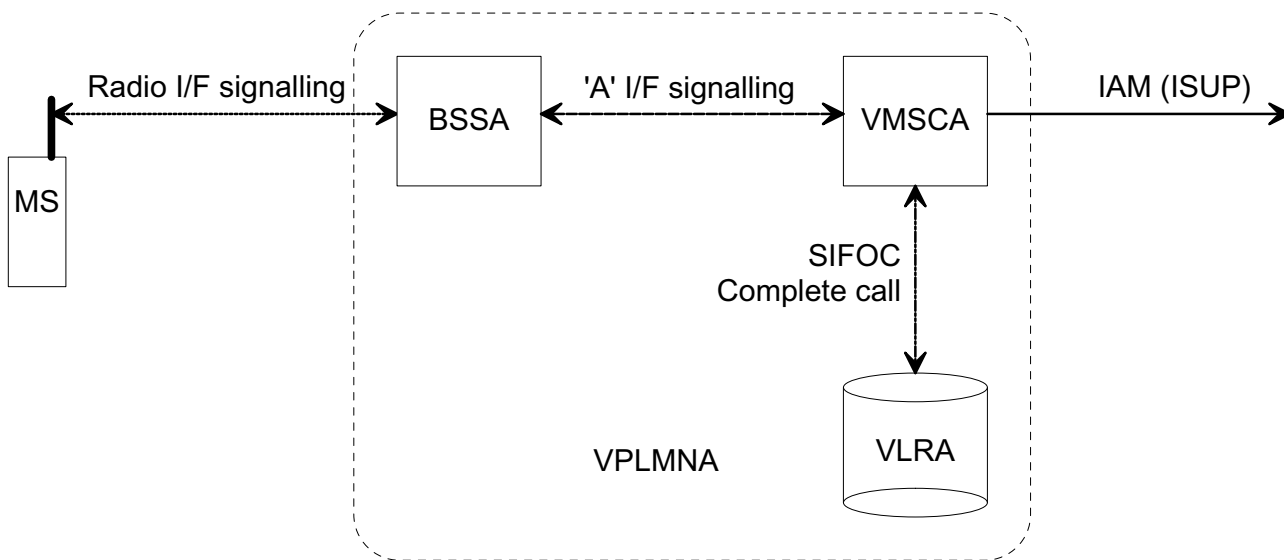 Radio I/F signalling
'A' I/F signalling
IAM (ISUP)
BSSA
VMSCA
MS
SIFOC
Complete call
VPLMNA
VLRA